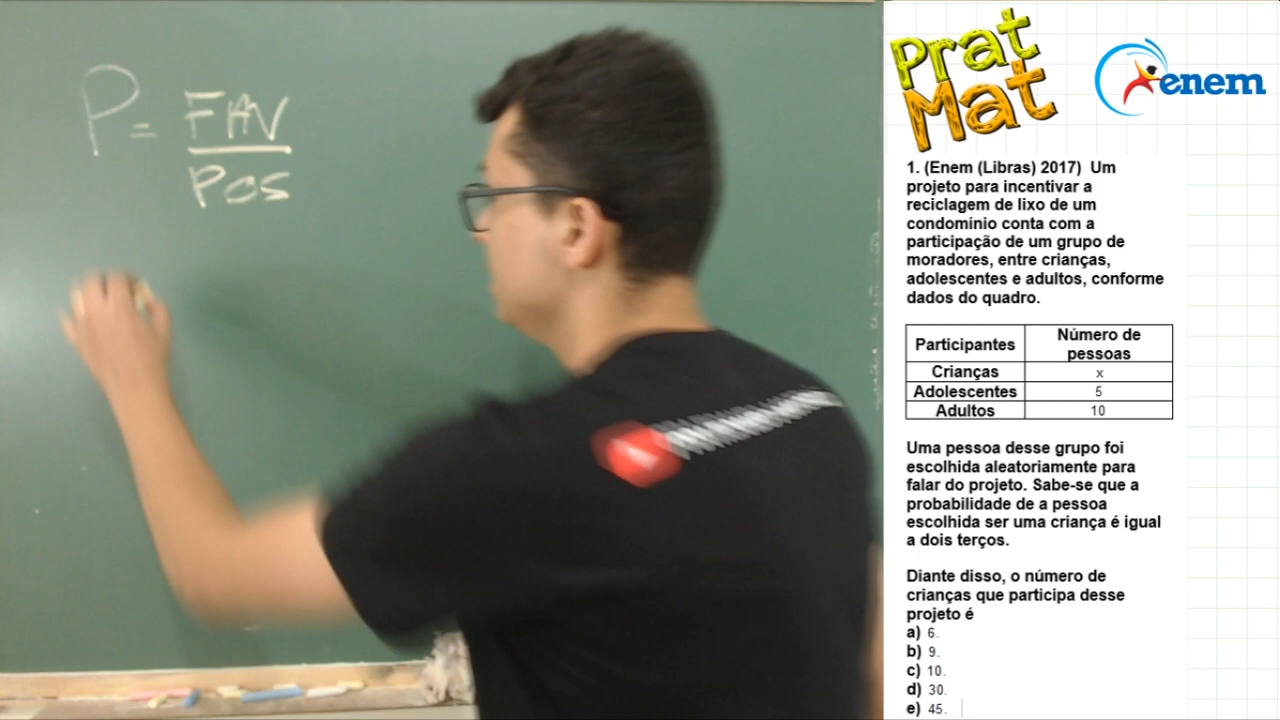 P = FAV
POS
Prat
Mat
enem
1. (Enem (Libras) 2017) Um
projeto para incentivar a
reciclagem de lixo de um
condomínio conta com a
participação de um grupo de
moradores, entre crianças,
adolescentes e adultos, conforme
dados do quadro.
Participantes Número de
pessoas
Crianças x
Adolescentes 5
Adultos 10
Uma pessoa desse grupo foi
escolhida aleatoriamente para
falar do projeto. Sabe-se que a
probabilidade de a pessoa
escolhida ser uma criança é igual
a dois terços.
Diante disso, o número de
crianças que participa desse
projeto é
a) 6.
b) 9.
c) 10.
d) 30.
e) 45.